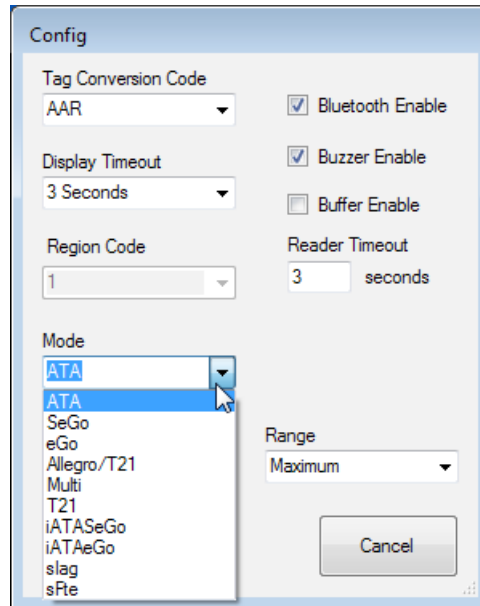 Config
Tag Conversion Code
AAR
Bluetooth Enable
Display Timeout
Buzzer Enable
3 Seconds
Buffer Enable
Region Code
Reader Timeout
1
3 seconds
Mode
ATA
ATA
SeGo
eGo
Allegro/T21
Multi
T21
iATASeGo
iATAeGo
slag
sFte
Range
Maximum
Cancel